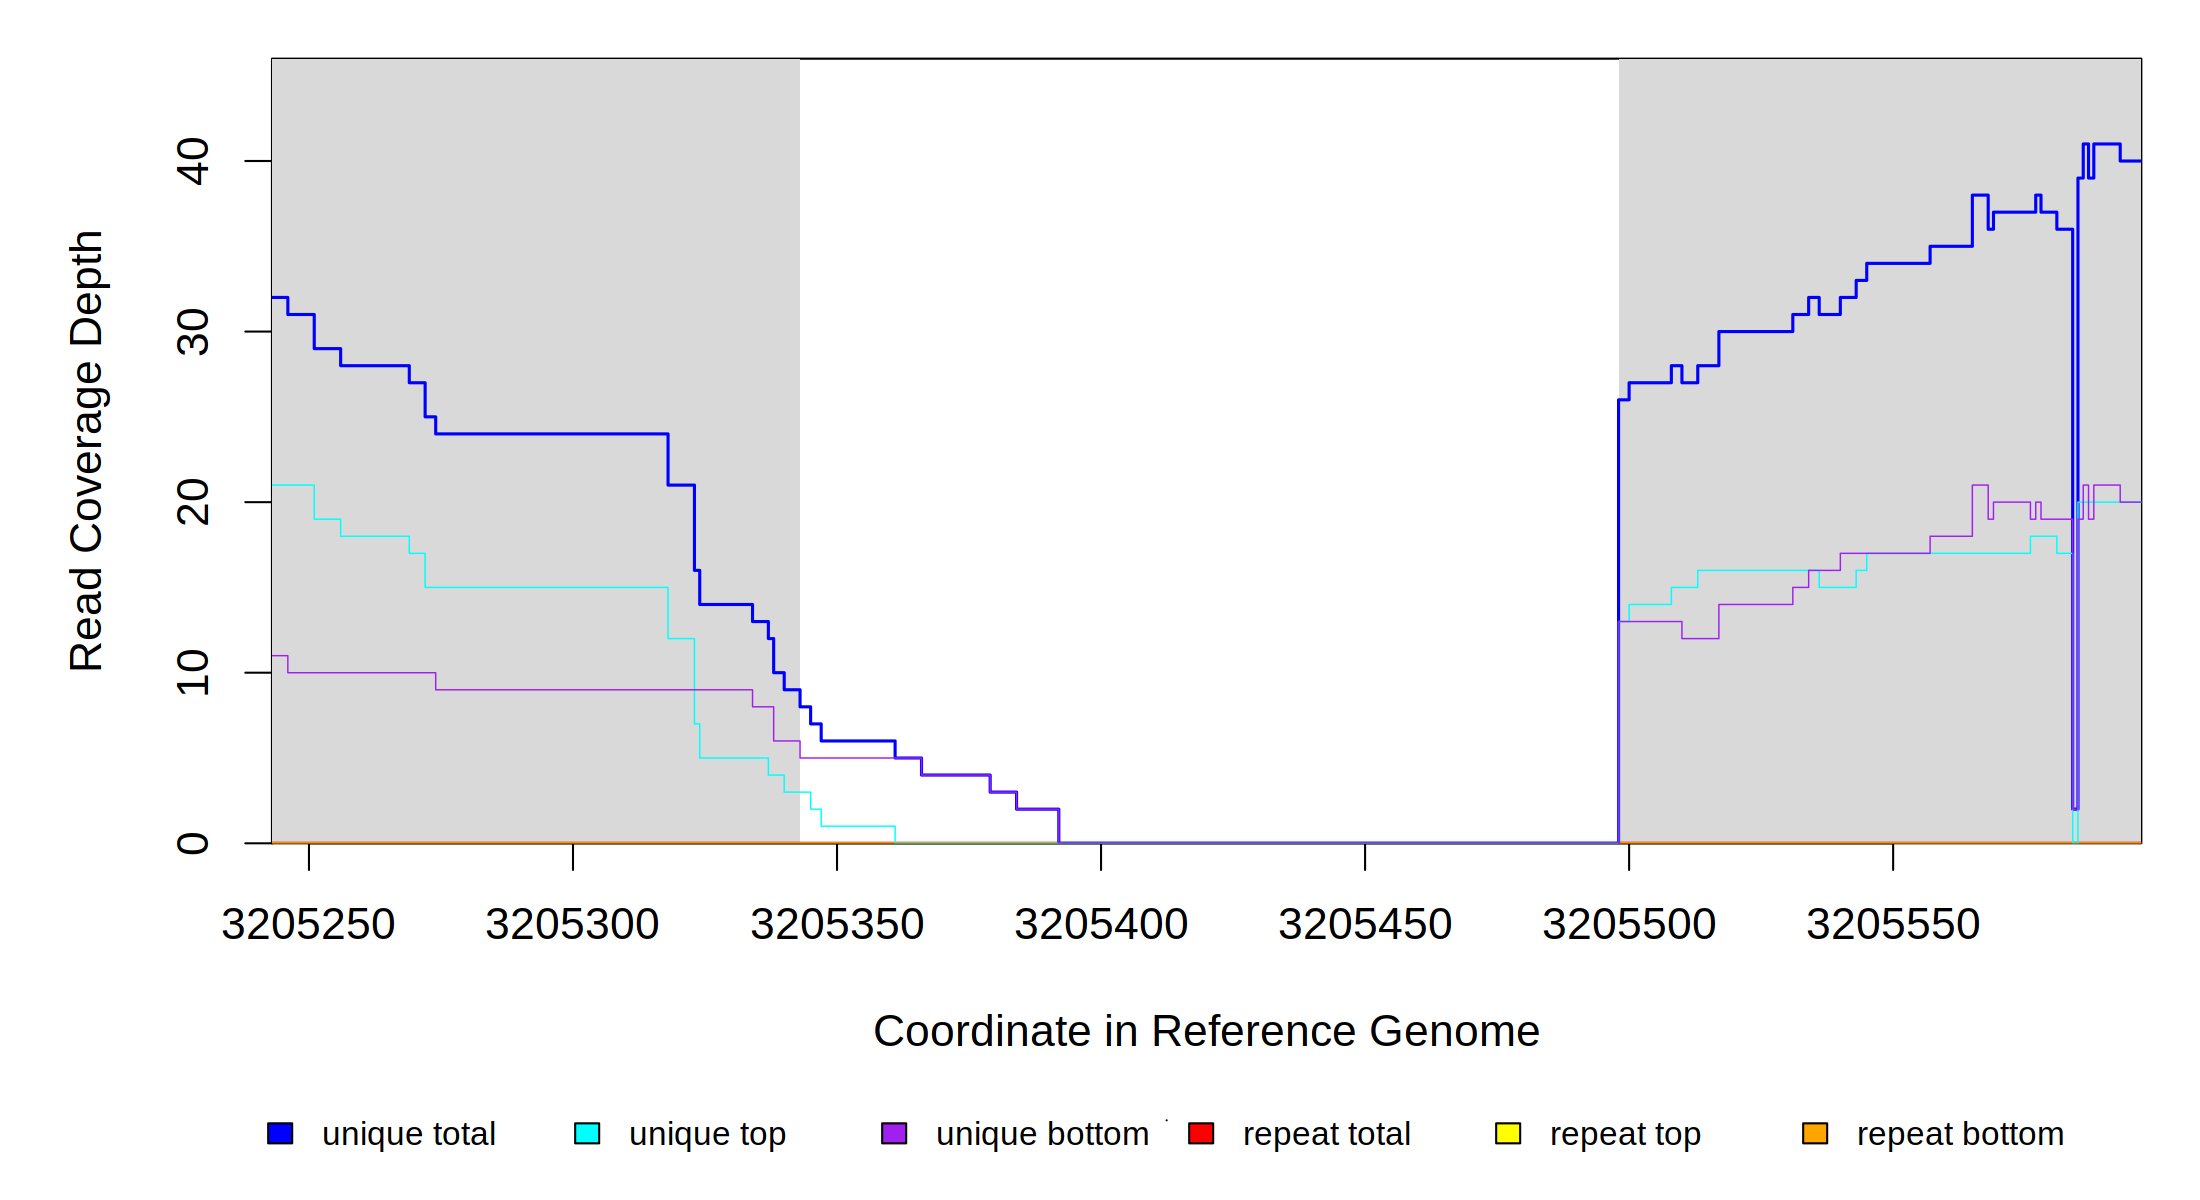 Read Coverage Depth
40
30
20
10
0
3205250 3205300 3205350 3205400 3205450 3205500 3205550
Coordinate in Reference Genome
unique total unique top unique bottom repeat total repeat top repeat bottom